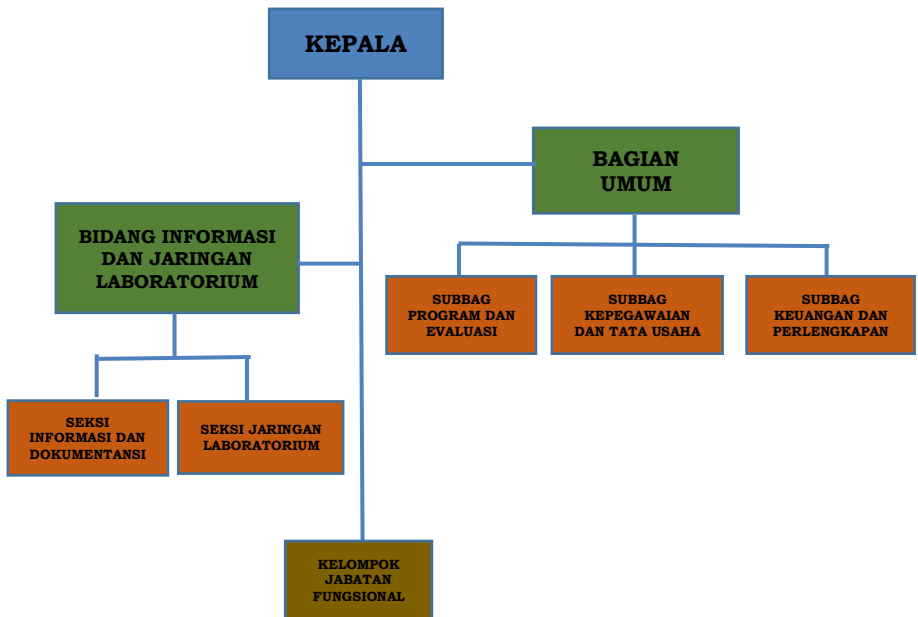 KEPALA
BAGIAN
UMUM
BIDANG INFORMASI
DAN JARINGAN
LABORATORIUM
SUBBAG
PROGRAM DAN
EVALUASI
SUBBAG
KEPEGAWAIAN
DAN TATA USAHA
SUBBAG
KEUANGAN DAN
PERLENGKAPAN
SEKSI
INFORMASI DAN
DOKUMENTANSI
SEKSI JARINGAN
LABORATORIUM
KELOMPOK
JABATAN
FUNGSIONAL